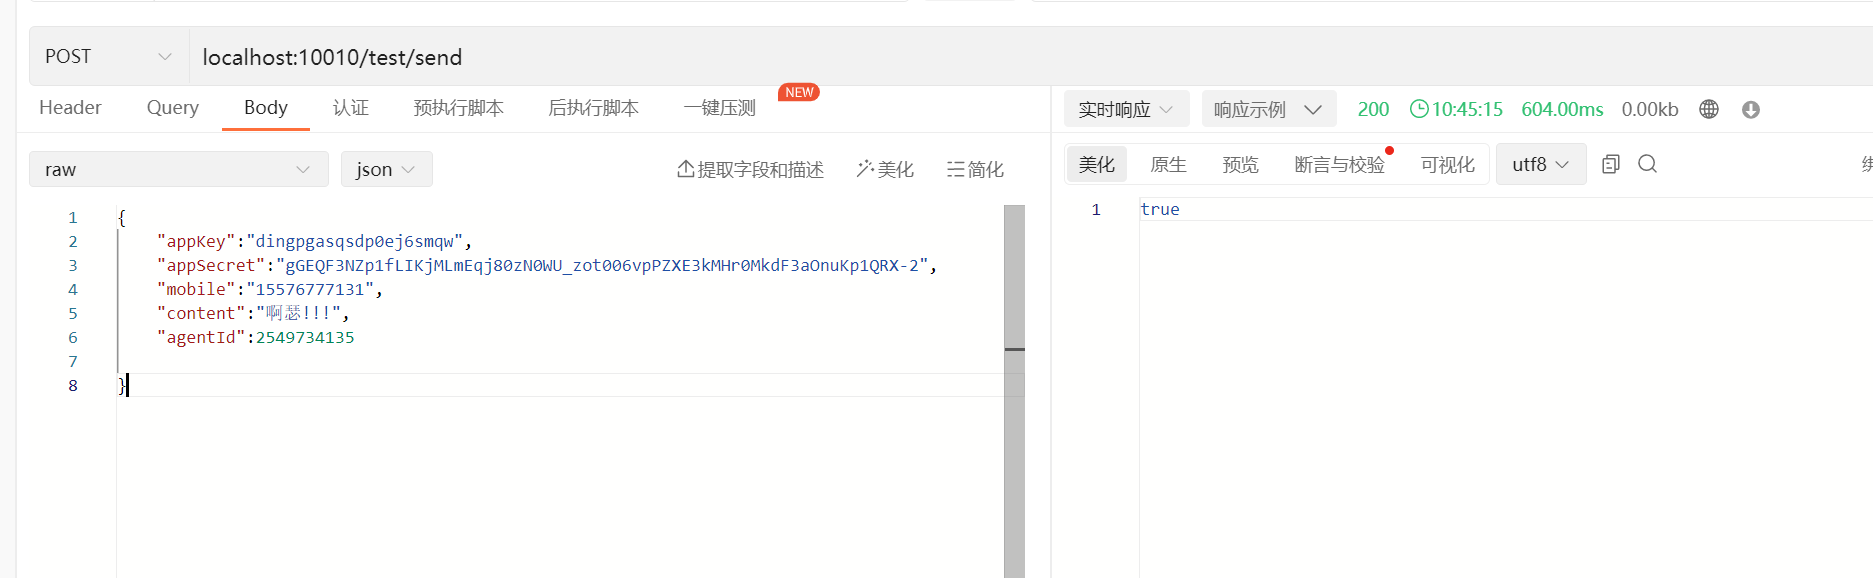 POST localhost:10010/test/send
Header Query Body 认证 预执行脚本 后执行脚本 一键压测 NEW
raw json 提取字段和描述 美化 简化
1 {
2 "appKey":"dingpgasqsdp0ej6smqw",
3 "appSecret":"gGEQF3NZp1fLIKjMLmEqj80zN0WU_zot006vpPZXE3kMHr0MkdF3aOnuKp1QRX-2",
4 "mobile":"15576777131",
5 "content":"啊瑟!!!",
6 "agentId":2549734135
7
8 }
实时响应 响应示例 200 10:45:15 604.00ms 0.00kb
美化 原生 预览 断言与校验 可视化 utf8
1 true